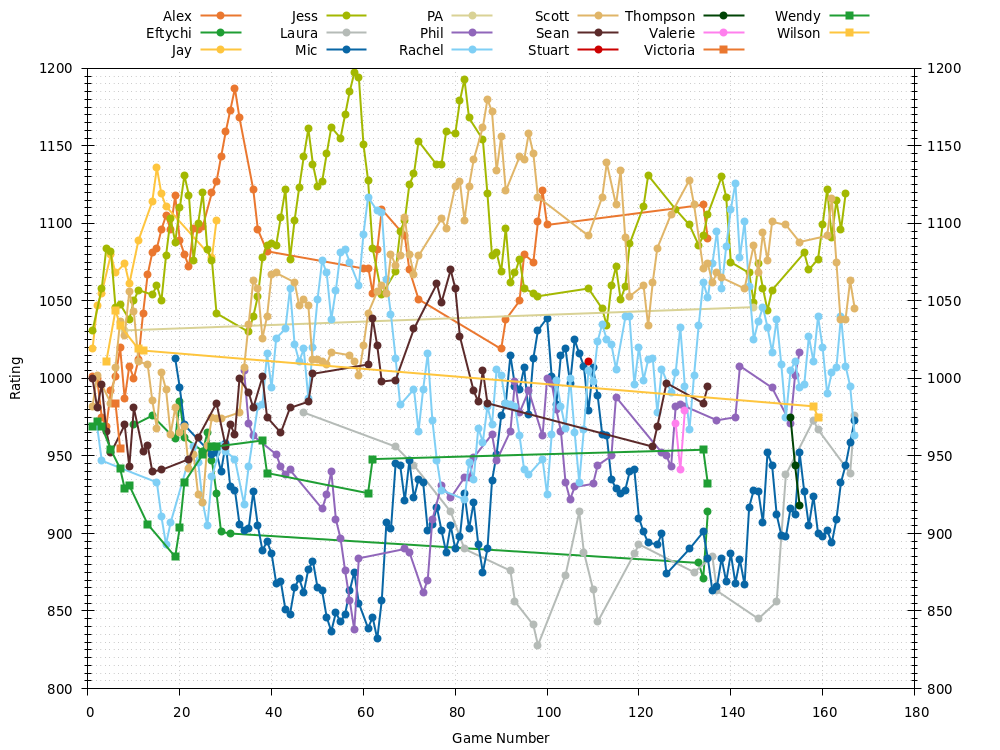 Alex Jess PA Scott Thompson Wendy
Eftychi Laura Phil Sean Valerie Wilson
Jay Mic Rachel Stuart Victoria
1200 1200
1150 1150
1100 1100
1050 1050
1000 1000
950 950
900 900
850 850
800 800
Rating
0 20 40 60 80 100 120 140 160 180
Game Number